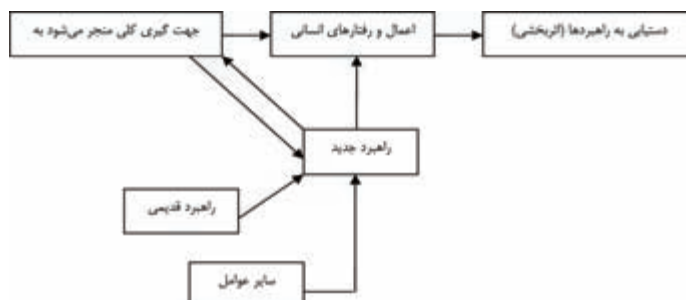 جهت گیری کلی منجر می‌شود به
اعمال و رفتارهای انسانی
دستیابی به راهبردها (اثربخشی)
راهبرد جدید
راهبرد قدیمی
سایر عوامل